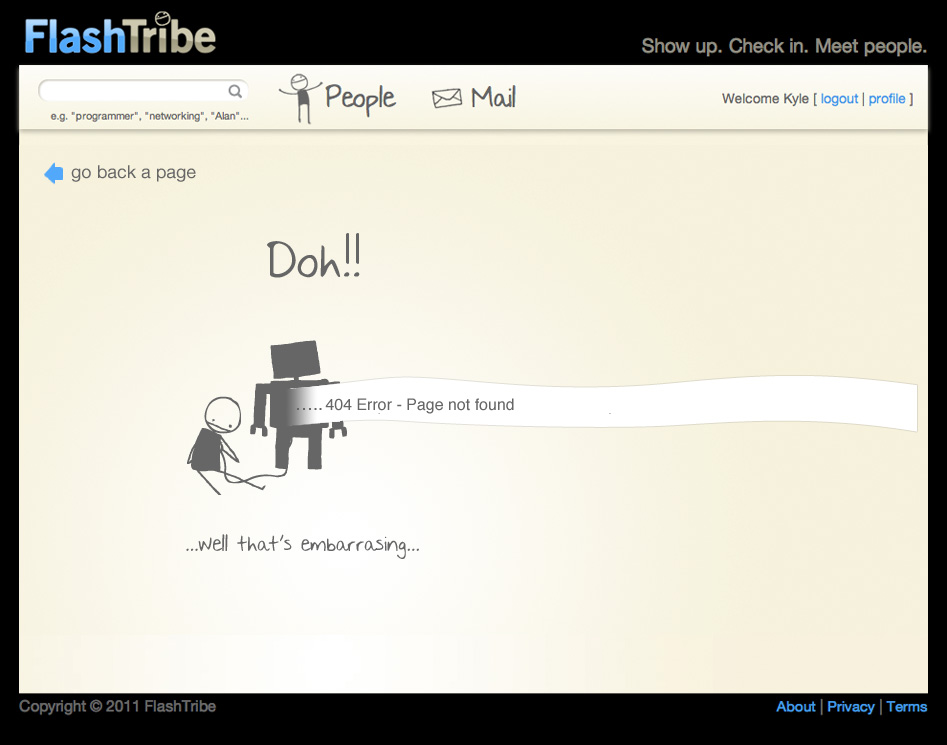 FlashTribe
Show up. Check in. Meet people.
People
Mail
Welcome Kyle [ logout | profile ]
e.g. "programmer", "networking", "Alan"...
go back a page
Doh!!
.....404 Error - Page not found
...well that's embarrasing...
Copyright © 2011 FlashTribe
About | Privacy | Terms